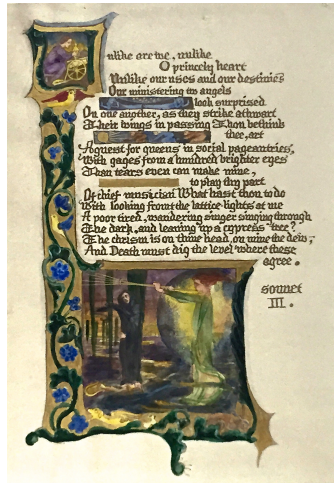 nlike are we, unlike
O princely heart
Unlike our uses and our destinies
Our ministering two angels
look surprised
On one another, as they strike athwart
Their wings in passing Thou bethink
thee, art
A guest for queens in social pageantries,
With gages from a hundred brighter eyes
Than tears even can make mine,
to play thy part
Of chief musician What hast thou to do
With looking from the lattice-lights at me
A poor tired, wandering singer singing through
The dark, and leaning up a cypress tree?
The chrism is on thine head, on mine the dew,
And Death must dig the level where these
agree.
sonnet
III.